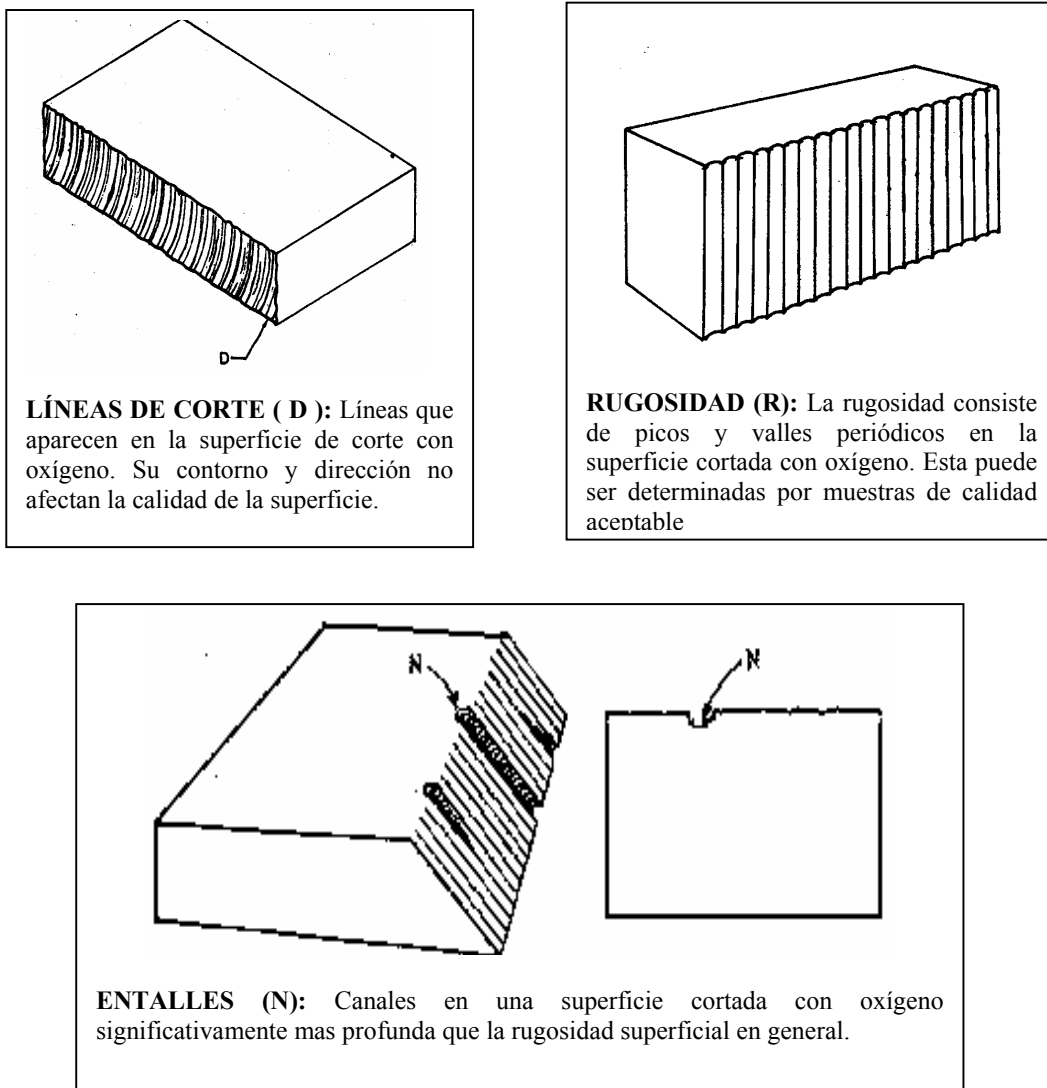 D
LÍNEAS DE CORTE ( D ): Líneas que
aparecen en la superficie de corte con
oxígeno. Su contorno y dirección no
afectan la calidad de la superficie.
RUGOSIDAD (R): La rugosidad consiste
de picos y valles periódicos en la
superficie cortada con oxígeno. Esta puede
ser determinadas por muestras de calidad
aceptable
N
N
ENTALLES (N): Canales en una superficie cortada con oxígeno
significativamente mas profunda que la rugosidad superficial en general.